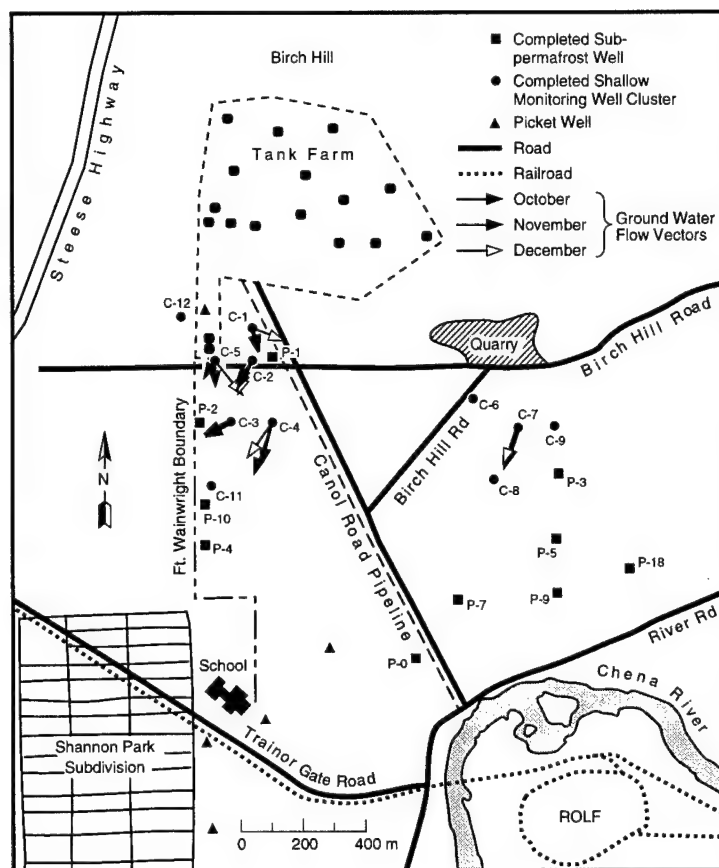 Birch Hill
Steese Highway
Tank Farm
Completed Sub-
permafrost Well
Completed Shallow
Monitoring Well Cluster
Picket Well
Road
Railroad
October
November
December
Ground Water
Flow Vectors
C-12
C-1
C-5
P-1
C-2
Quarry
Birch Hill Road
P-2
C-3
C-4
C-6
C-7
C-9
N
Ft. Wainwright Boundary
Canol Road Pipeline
Birch Hill Rd
C-8
P-3
C-11
P-10
P-4
P-5
P-18
P-7
P-9
River Rd
School
P-0
Chena River
Shannon Park
Subdivision
Trainor Gate Road
ROLF
0 200 400 m